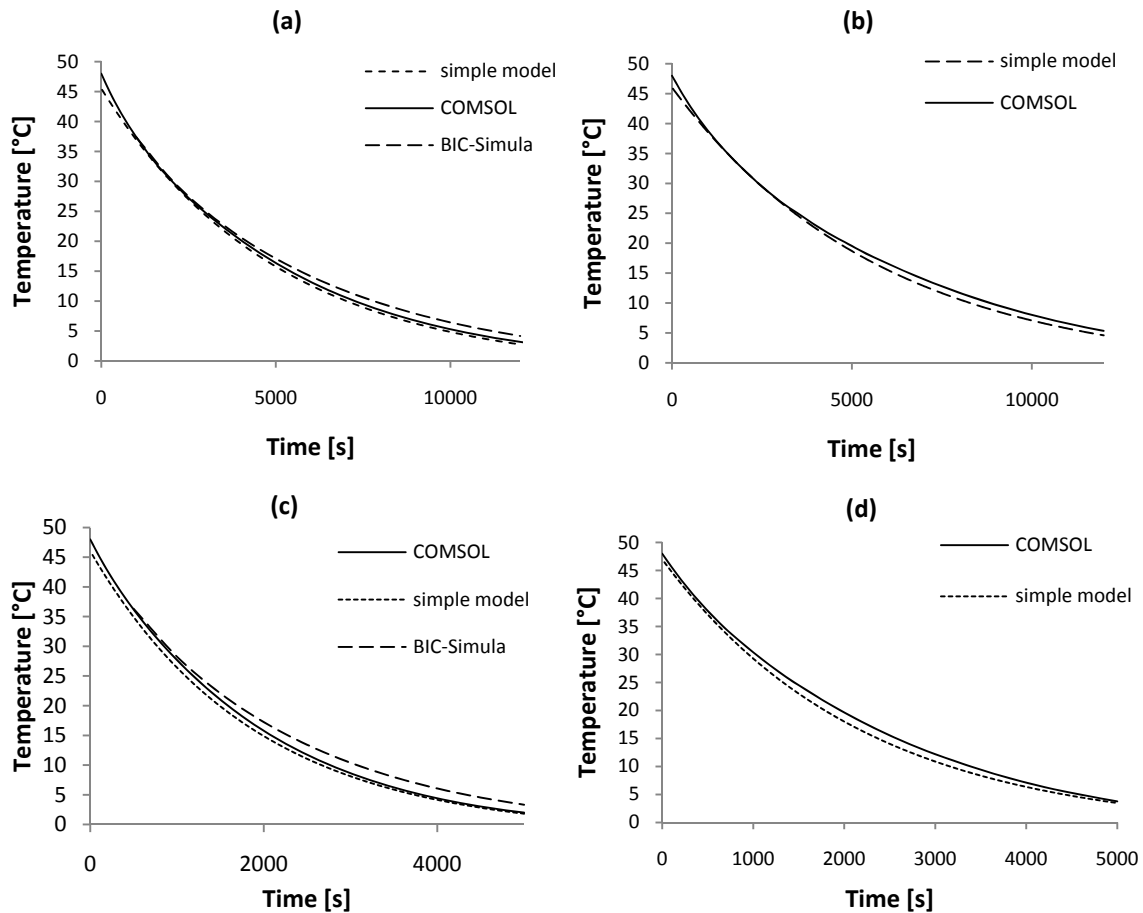 (a)
Temperature [°C]
50
45
40
35
30
25
20
15
10
5
0
simple model
COMSOL
BIC-Simula
0
5000
10000
Time [s]
(b)
Temperature [°C]
50
45
40
35
30
25
20
15
10
5
0
simple model
COMSOL
0
5000
10000
Time [s]
(c)
Temperature [°C]
50
45
40
35
30
25
20
15
10
5
0
COMSOL
simple model
BIC-Simula
0
2000
4000
Time [s]
(d)
Temperature [°C]
50
45
40
35
30
25
20
15
10
5
0
COMSOL
simple model
0
1000
2000
3000
4000
5000
Time [s]